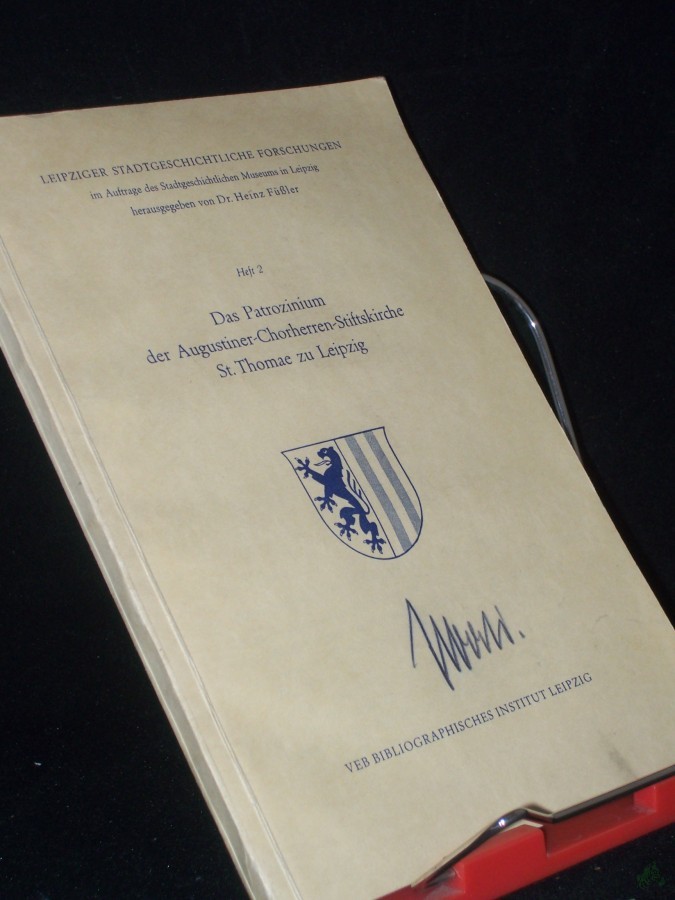 LEIPZIGER STADTGESCHICHTLICHE FORSCHUNGEN
im Auftrage des Stadtgeschichtlichen Museums in Leipzig
herausgegeben von Dr. Heinz Füßler
Heft 2
Das Patrozinium
der Augustiner-Chorherren-Stiftskirche
St. Thomae zu Leipzig
VEB BIBLIOGRAPHISCHES INSTITUT LEIPZIG